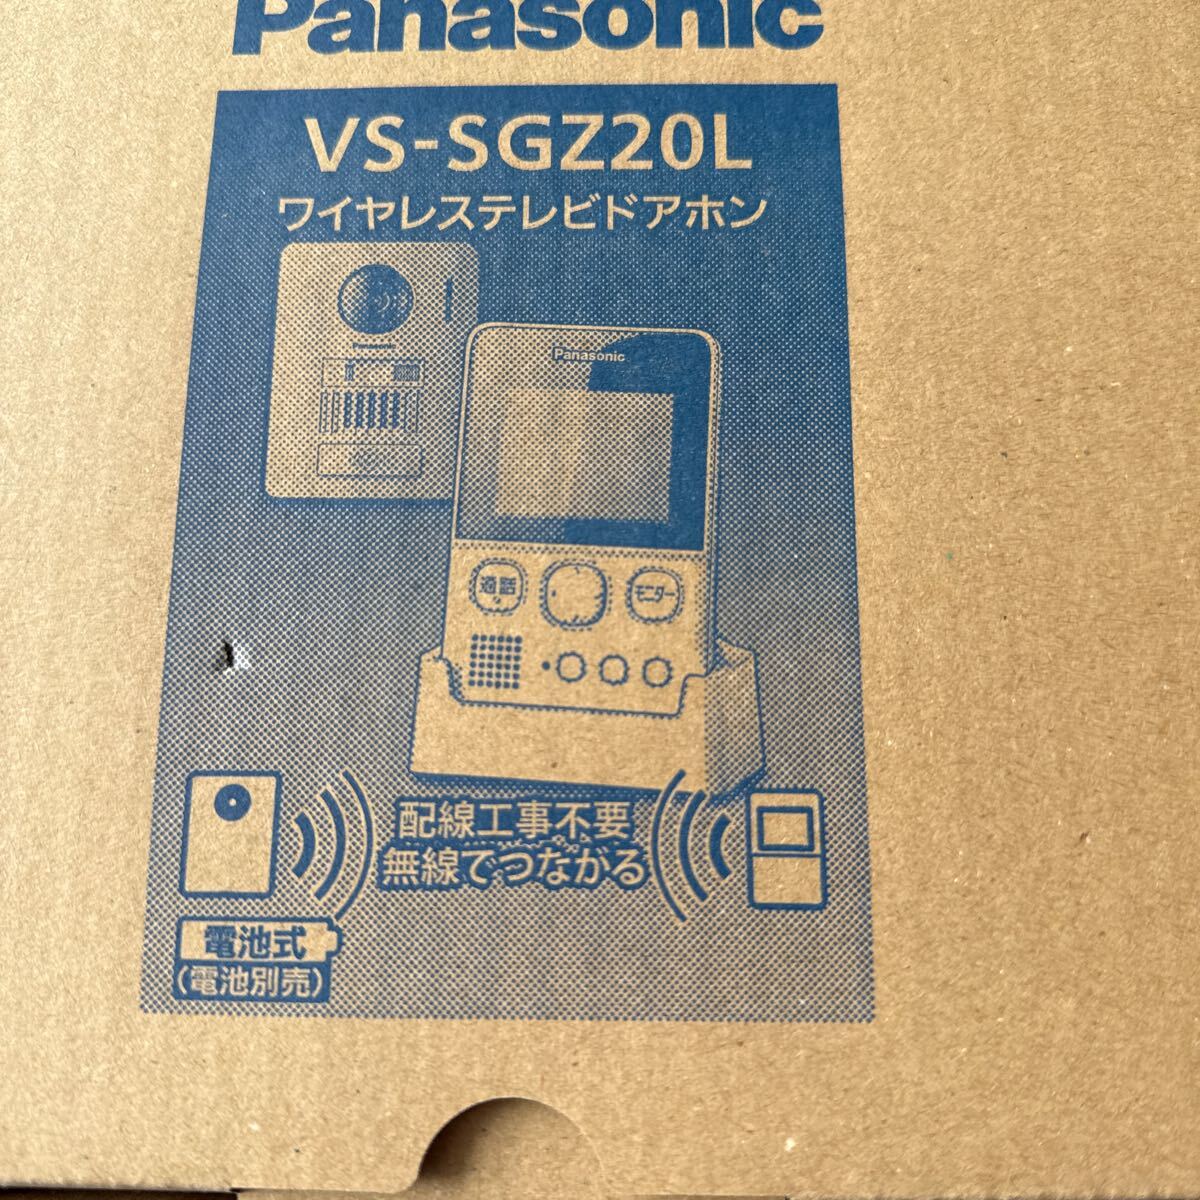 Panasonic
VS-SGZ20L
ワイヤレステレビドアホン
Panasonic
Panasonic
通話
モニター
配線工事不要
無線でつながる
電池式
(電池別売)